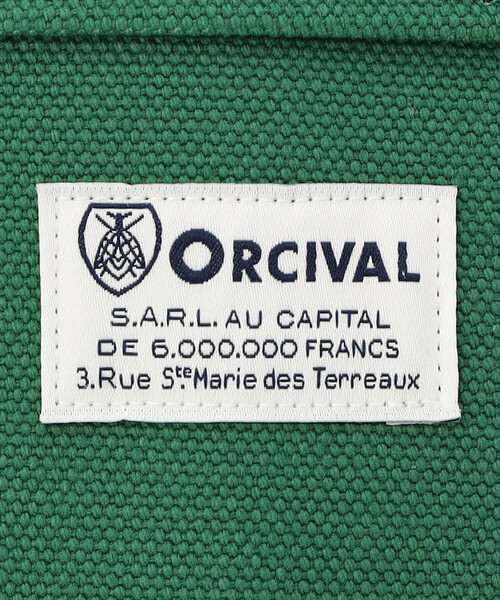 ORCIVAL
S.A.R.L. AU CAPITAL
DE 6.000.000 FRANCS
3.Rue Ste Marie des Terreaux